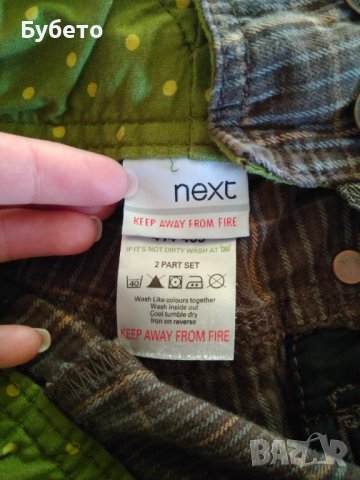 Бубето
next
KEEP AWAY FROM FIRE
IF IT'S NOT DIRTY WASH AT
2 PART SET
40
Wash Like colours together
Wash inside out
Cool tumble dry
Iron on reverse
KEEP AWAY FROM FIRE
BAZAR